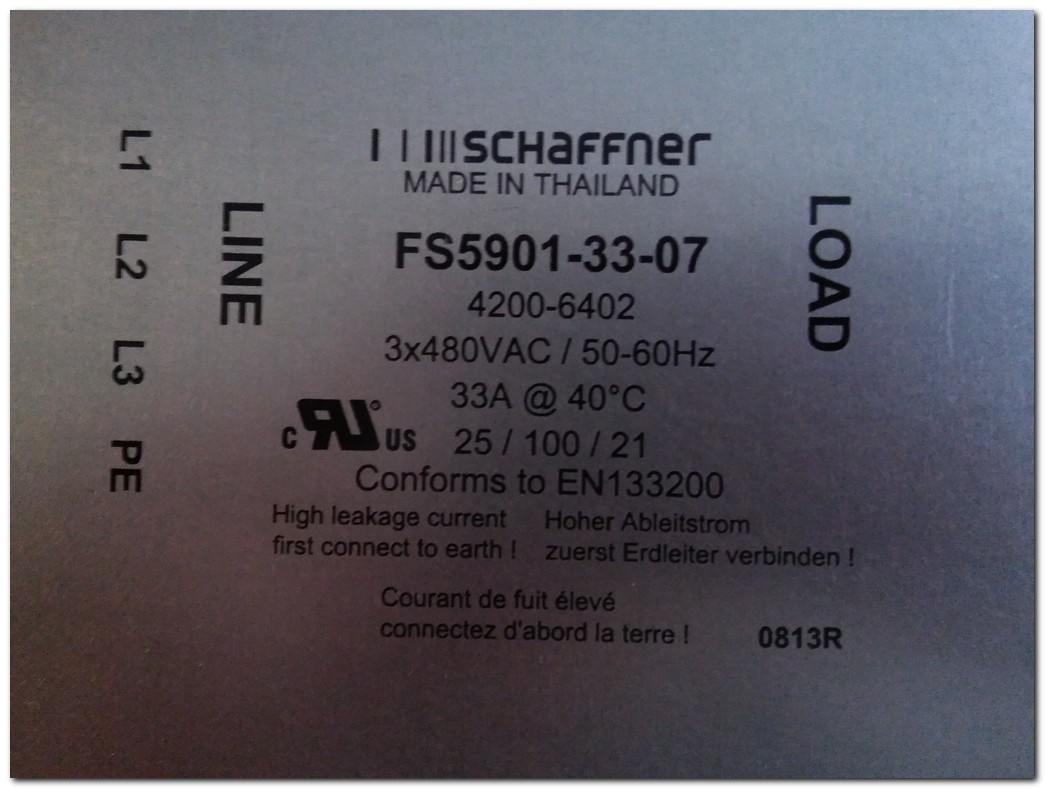 SCHAFFNER
MADE IN THAILAND
FS5901-33-07
4200-6402
3x480VAC / 50-60Hz
33A @ 40°C
25 / 100 / 21
Conforms to EN133200
High leakage current
first connect to earth !
Hoher Ableitstrom
zuerst Erdleiter verbinden !
Courant de fuit élevé
connectez d'abord la terre !
0813R
L1
L2
L3
PE
LINE
LOAD
c RU ® US